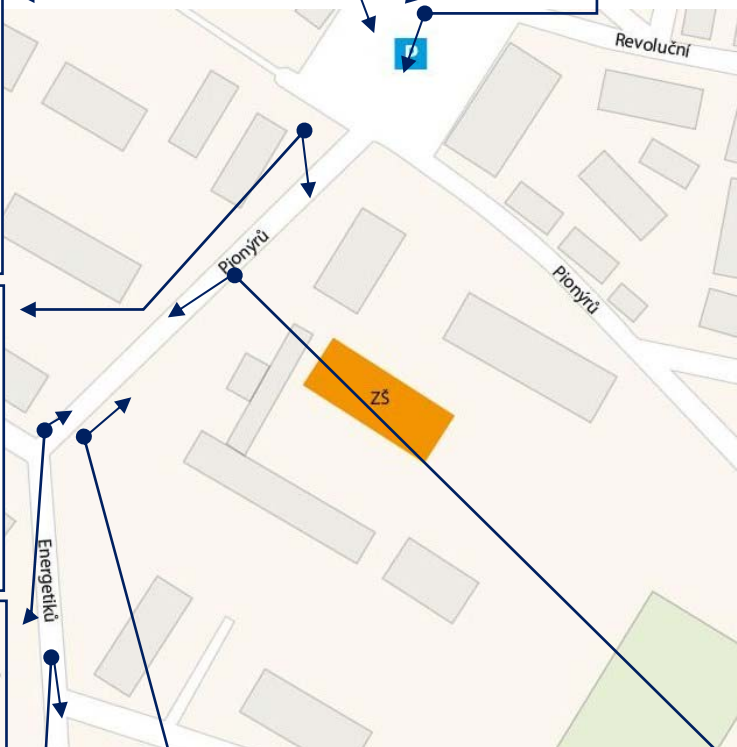 Revoluční
P
Pionýrů
Pionýrů
ZŠ
Energetiků